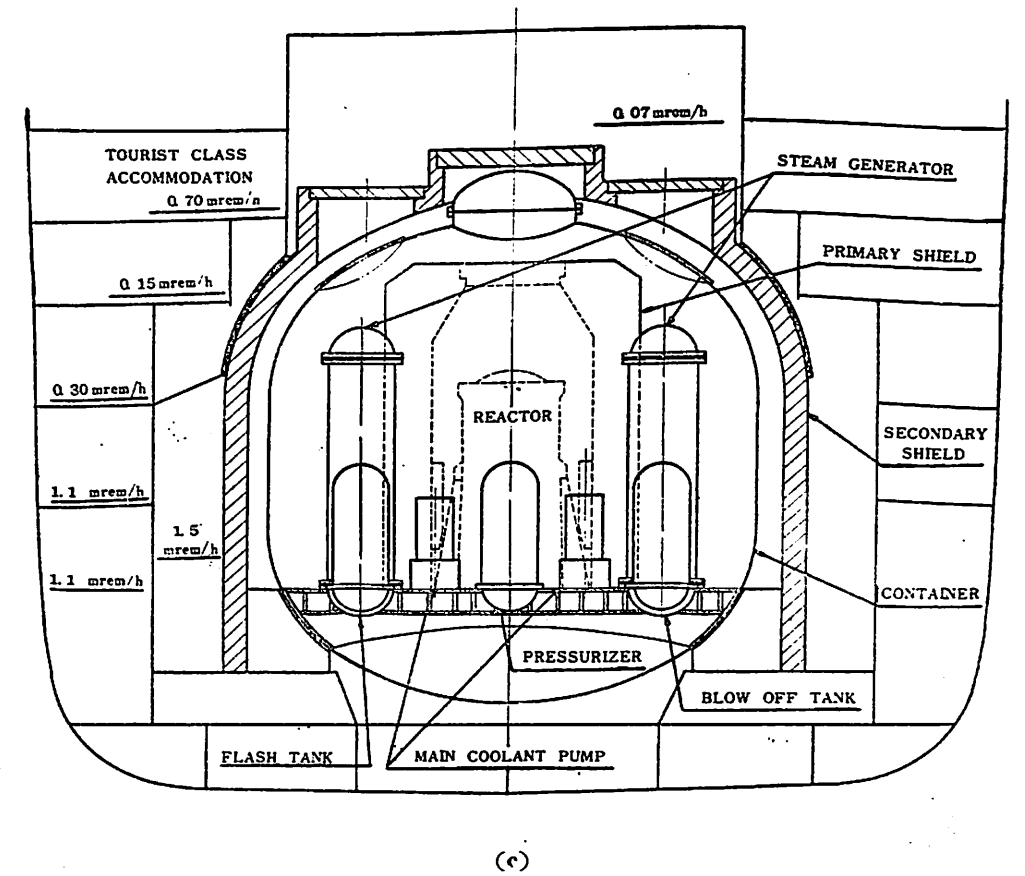 0.07 mrem/h
TOURIST CLASS
ACCOMMODATION
0.70 mrem/h
STEAM GENERATOR
PRIMARY SHIELD
0.15 mrem/h
0.30 mrem/h
REACTOR
SECONDARY
SHIELD
1.1 mrem/h
1.5
mrem/h
1.1 mrem/h
CONTAINER
PRESSURIZER
BLOW OFF TANK
FLASH TANK
MAIN COOLANT PUMP